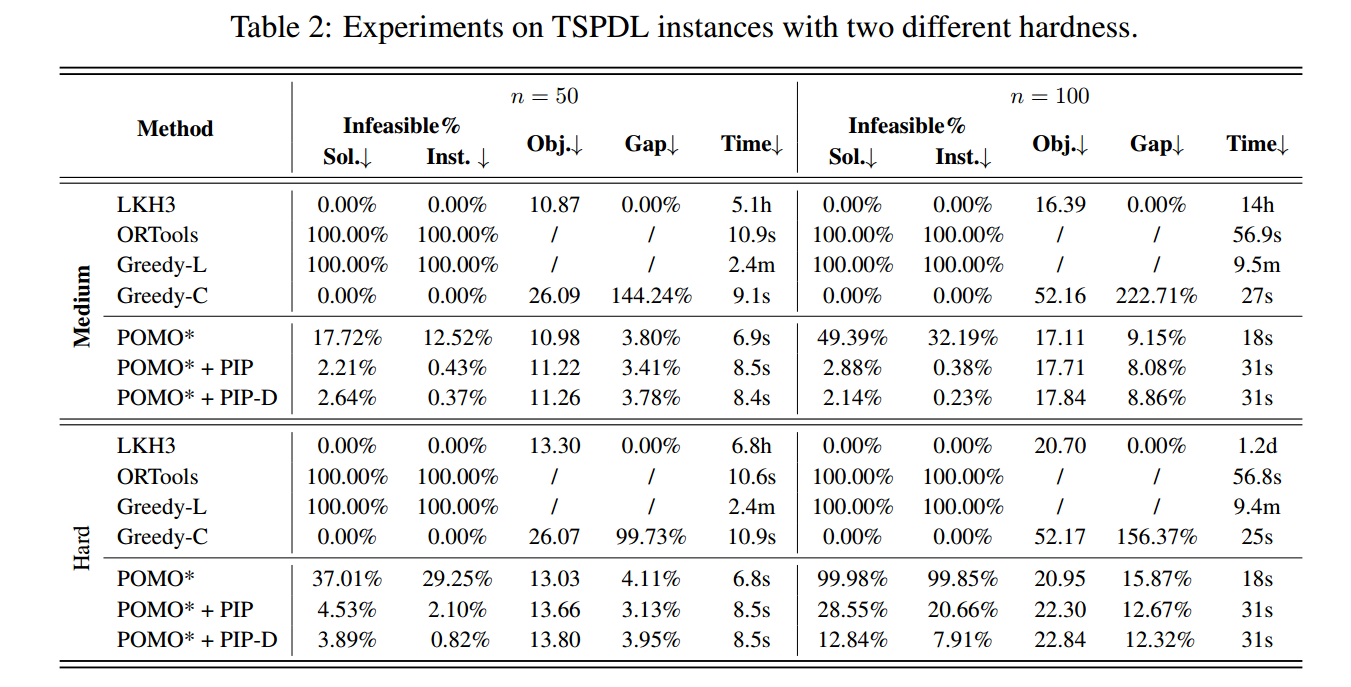 Table 2: Experiments on TSPDL instances with two different hardness.
Method n = 50 n = 100
Infeasible% Obj.↓ Gap↓ Time↓ Infeasible% Obj.↓ Gap↓ Time↓
Sol.↓ Inst. ↓ Sol.↓ Inst.↓
Medium
LKH3 0.00% 0.00% 10.87 0.00% 5.1h 0.00% 0.00% 16.39 0.00% 14h
ORTools 100.00% 100.00% / / 10.9s 100.00% 100.00% / / 56.9s
Greedy-L 100.00% 100.00% / / 2.4m 100.00% 100.00% / / 9.5m
Greedy-C 0.00% 0.00% 26.09 144.24% 9.1s 0.00% 0.00% 52.16 222.71% 27s
POMO* 17.72% 12.52% 10.98 3.80% 6.9s 49.39% 32.19% 17.11 9.15% 18s
POMO* + PIP 2.21% 0.43% 11.22 3.41% 8.5s 2.88% 0.38% 17.71 8.08% 31s
POMO* + PIP-D 2.64% 0.37% 11.26 3.78% 8.4s 2.14% 0.23% 17.84 8.86% 31s
Hard
LKH3 0.00% 0.00% 13.30 0.00% 6.8h 0.00% 0.00% 20.70 0.00% 1.2d
ORTools 100.00% 100.00% / / 10.6s 100.00% 100.00% / / 56.8s
Greedy-L 100.00% 100.00% / / 2.4m 100.00% 100.00% / / 9.4m
Greedy-C 0.00% 0.00% 26.07 99.73% 10.9s 0.00% 0.00% 52.17 156.37% 25s
POMO* 37.01% 29.25% 13.03 4.11% 6.8s 99.98% 99.85% 20.95 15.87% 18s
POMO* + PIP 4.53% 2.10% 13.66 3.13% 8.5s 28.55% 20.66% 22.30 12.67% 31s
POMO* + PIP-D 3.89% 0.82% 13.80 3.95% 8.5s 12.84% 7.91% 22.84 12.32% 31s